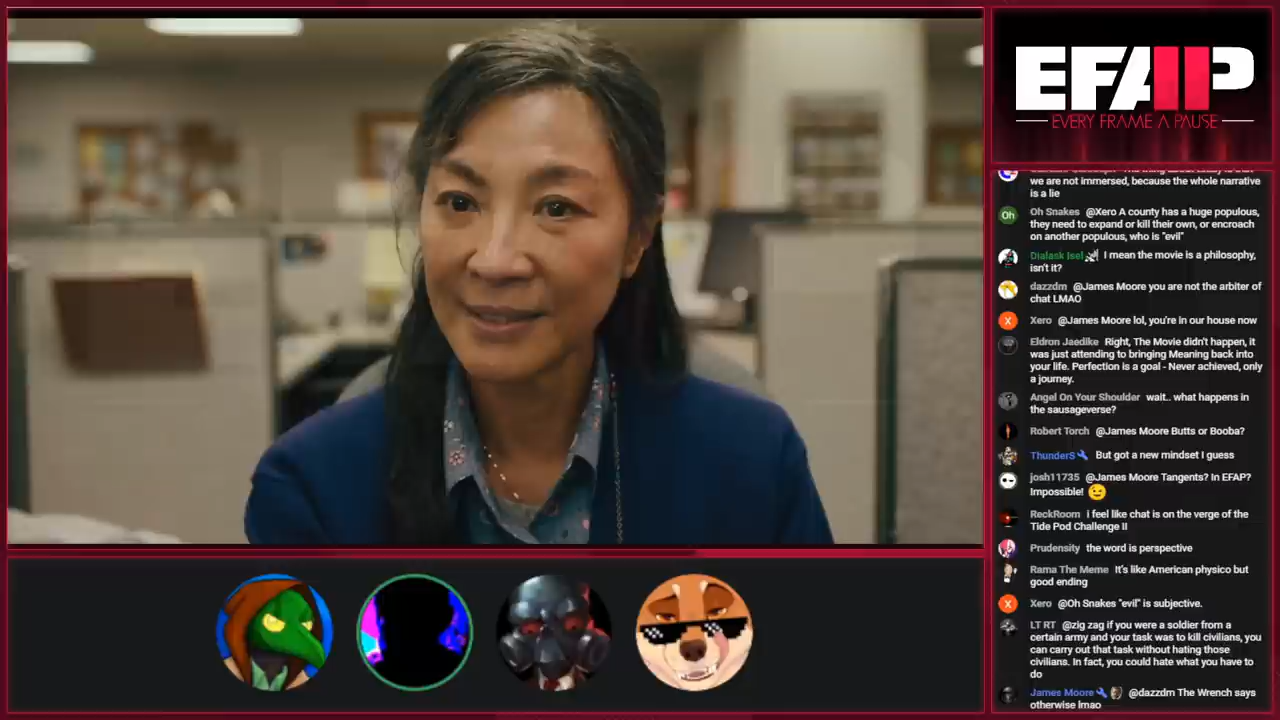 EFAP
EVERY FRAME A PAUSE
we are not immersed, because the whole narrative
is a lie
Oh
Oh Snakes @Xero A county has a huge populous,
they need to expand or kill their own, or encroach
on another populous, who is "evil"
Dialask Isel I mean the movie is a philosophy,
isn't it?
dazzdm @James Moore you are not the arbiter of
chat LMAO
X
Xero @James Moore lol, you're in our house now
Eldron Jaedike Right, The Movie didn't happen, it
was just attending to bringing Meaning back into
your life. Perfection is a goal - Never achieved, only
a journey.
Angel On Your Shoulder wait.. what happens in
the sausageverse?
Robert Torch @James Moore Butts or Booba?
ThunderS But got a new mindset I guess
josh11735 @James Moore Tangents? In EFAP?
Impossible! 😉
ReckRoom i feel like chat is on the verge of the
Tide Pod Challenge II
Prudensity the word is perspective
Rama The Meme It's like American physico but
good ending
X
Xero @Oh Snakes "evil" is subjective.
LT RT @zig zag if you were a soldier from a
certain army and your task was to kill civilians, you
can carry out that task without hating those
civilians. In fact, you could hate what you have to
do
James Moore @dazzdm The Wrench says
otherwise lmao